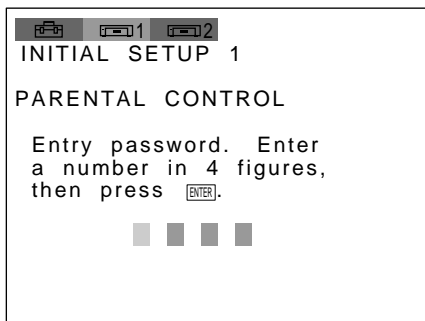 1 2
INITIAL SETUP 1
PARENTAL CONTROL
Entry password. Enter
a number in 4 figures,
then press ENTER.